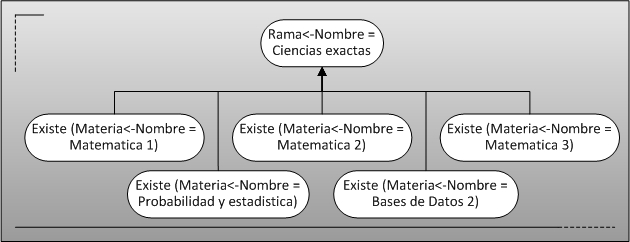 Rama<-Nombre =
Ciencias exactas
Existe (Materia<-Nombre =
Matematica 1)
Existe (Materia<-Nombre =
Matematica 2)
Existe (Materia<-Nombre =
Matematica 3)
Existe (Materia<-Nombre =
Probabilidad y estadistica)
Existe (Materia<-Nombre =
Bases de Datos 2)